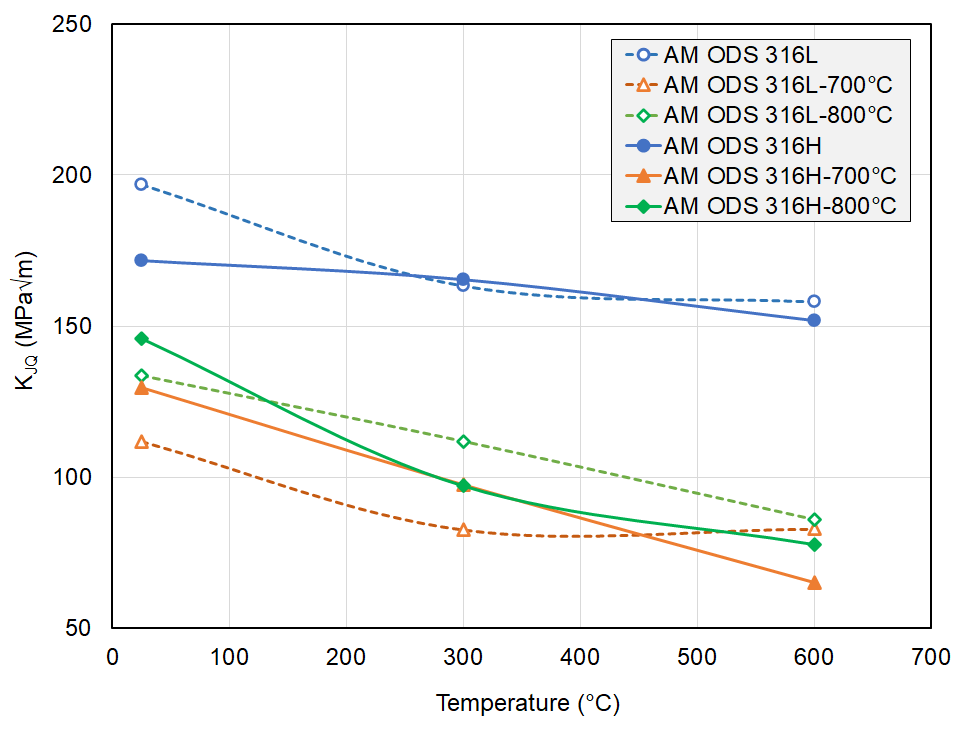 250
200
150
100
50
K_JQ (MPa√m)
AM ODS 316L
AM ODS 316L-700°C
AM ODS 316L-800°C
AM ODS 316H
AM ODS 316H-700°C
AM ODS 316H-800°C
0 100 200 300 400 500 600 700
Temperature (°C)